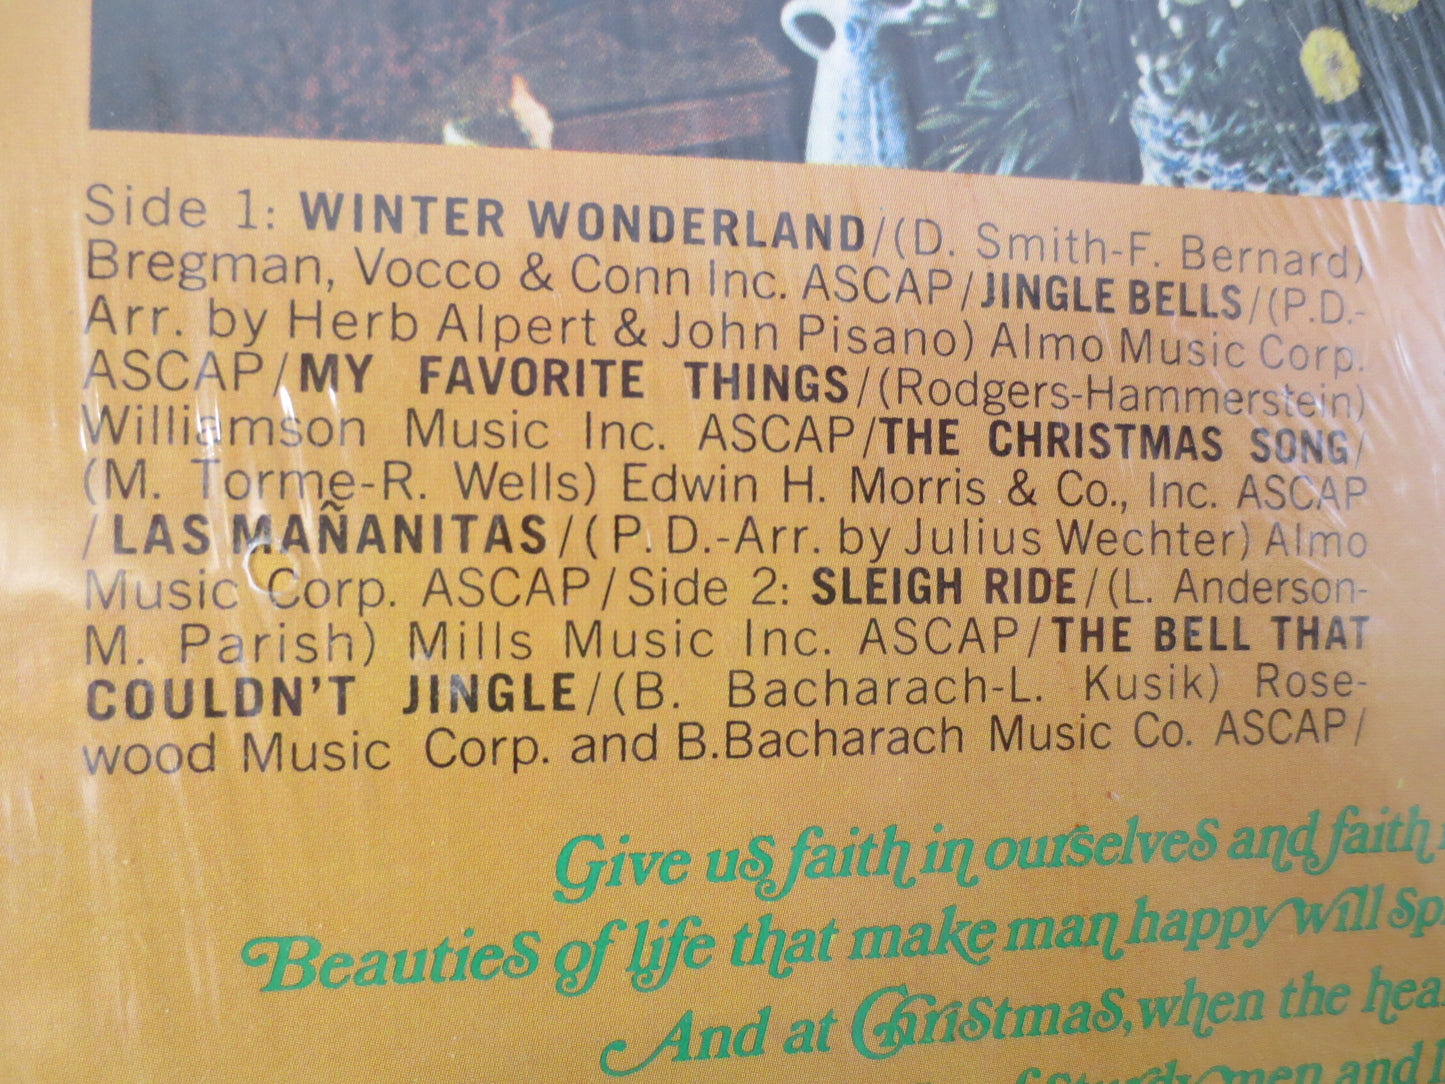 Side 1: WINTER WONDERLAND/(D. Smith-F. Bernard)
Bregman, Vocco & Conn Inc. ASCAP/JINGLE BELLS/(P.D.-
Arr. by Herb Alpert & John Pisano) Almo Music Corp.
ASCAP/MY FAVORITE THINGS/(Rodgers-Hammerstein)
Williamson Music Inc. ASCAP/THE CHRISTMAS SONG/
(M. Torme-R. Wells) Edwin H. Morris & Co., Inc. ASCAP
/LAS MAÑANITAS/(P.D.-Arr. by Julius Wechter) Almo
Music Corp. ASCAP/Side 2: SLEIGH RIDE/(L. Anderson-
M. Parish) Mills Music Inc. ASCAP/THE BELL THAT
COULDN'T JINGLE/(B. Bacharach-L. Kusik) Rose-
wood Music Corp. and B.Bacharach Music Co. ASCAP/
Give us faith in ourselves and faith
Beauties of life that make man happy will
And at Christmas, when the
of sturdy men and